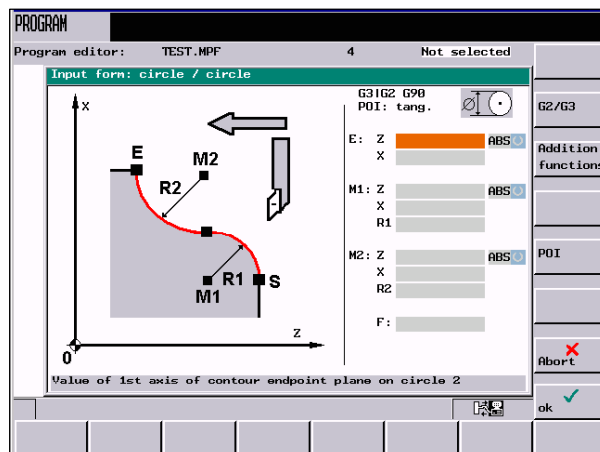 PROGRAM
Program editor: TEST.MPF 4 Not selected
Input form: circle / circle
X
E
M2
R2
R1
S
M1
Z
0
G3|G2 G90
POI: tang.
E: Z ABS
X
M1: Z ABS
X
R1
M2: Z ABS
X
R2
F:
Value of 1st axis of contour endpoint plane on circle 2
G2/G3
Addition
functions
POI
Abort
ok